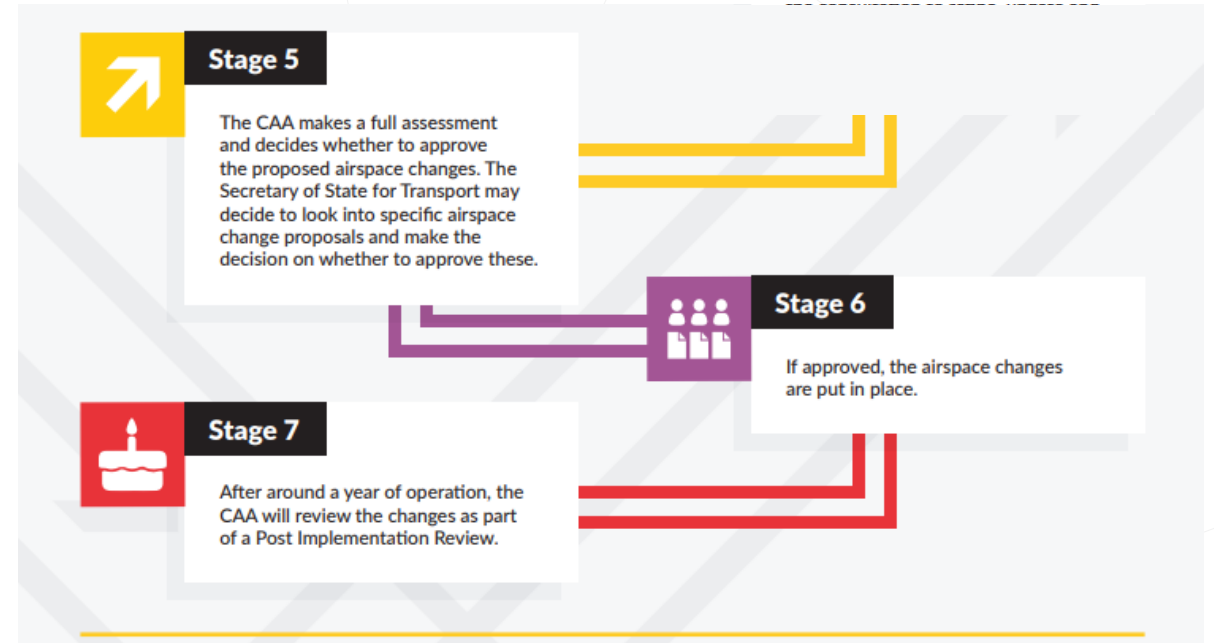 Stage 5
The CAA makes a full assessment
and decides whether to approve
the proposed airspace changes. The
Secretary of State for Transport may
decide to look into specific airspace
change proposals and make the
decision on whether to approve these.
Stage 6
If approved, the airspace changes
are put in place.
Stage 7
After around a year of operation, the
CAA will review the changes as part
of a Post Implementation Review.